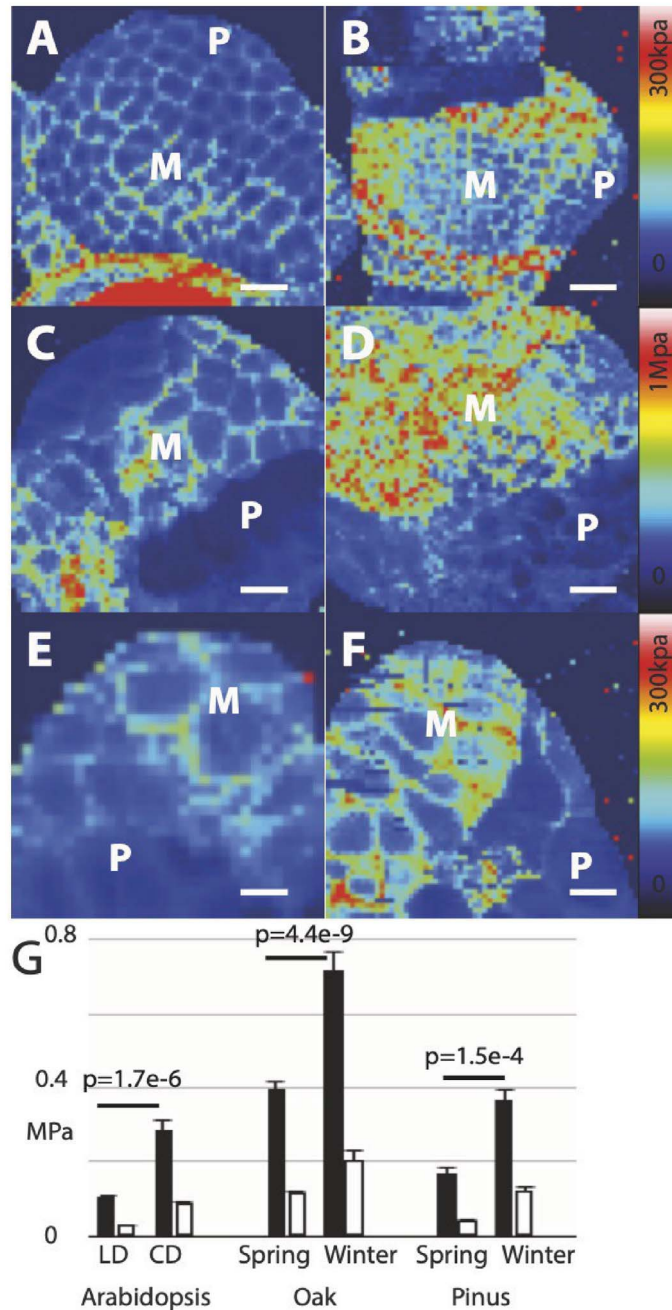 A
P
M
B
M
P
300kpa
0
C
M
P
D
M
P
1Mpa
0
E
M
P
F
M
P
300kpa
0
G
0.8
p=4.4e-9
p=1.7e-6
p=1.5e-4
0.4
MPa
0
LD CD Spring Winter Spring Winter
Arabidopsis Oak Pinus